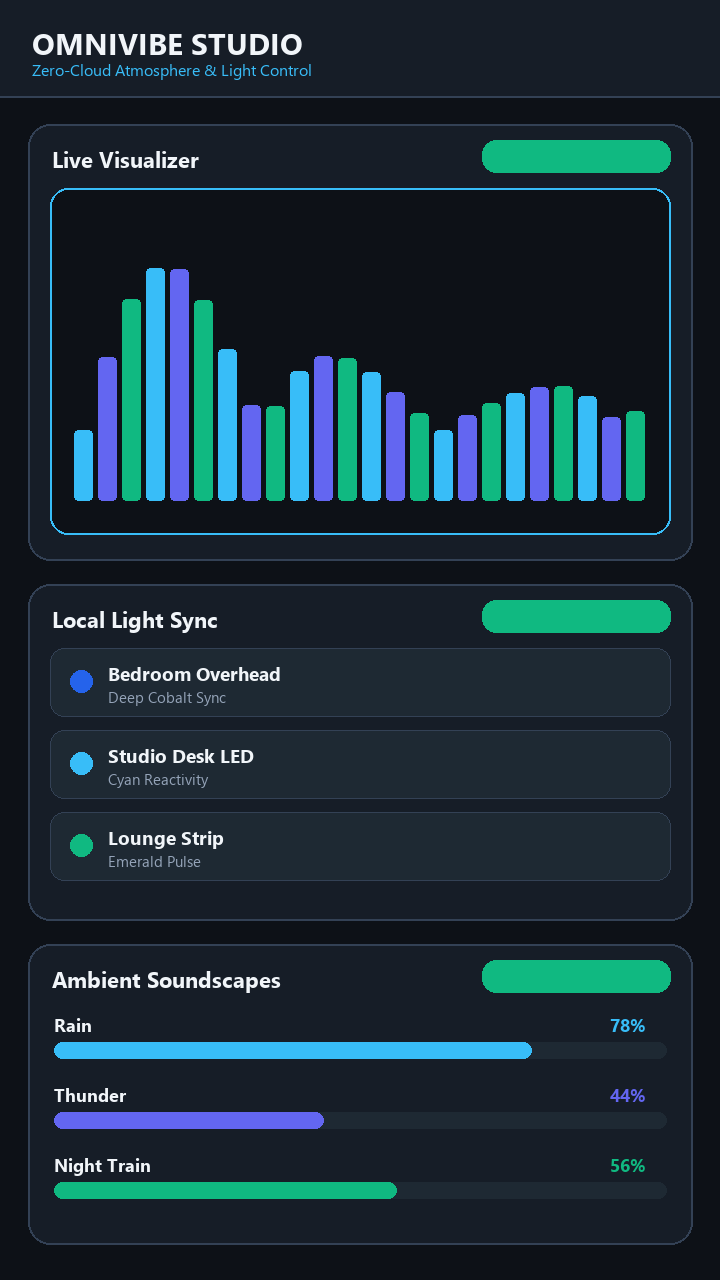 OMNIVIBE STUDIO
Zero-Cloud Atmosphere & Light Control
Live Visualizer
Local Light Sync
Bedroom Overhead
Deep Cobalt Sync
Studio Desk LED
Cyan Reactivity
Lounge Strip
Emerald Pulse
Ambient Soundscapes
Rain 78%
Thunder 44%
Night Train 56%